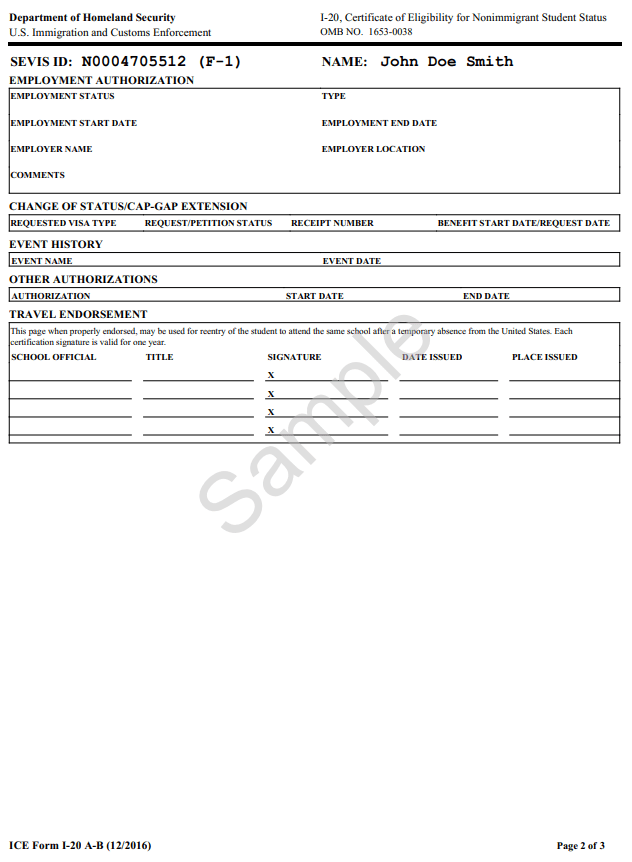 Department of Homeland Security
U.S. Immigration and Customs Enforcement
I-20, Certificate of Eligibility for Nonimmigrant Student Status
OMB NO. 1653-0038
SEVIS ID: N0004705512 (F-1) NAME: John Doe Smith
EMPLOYMENT AUTHORIZATION
EMPLOYMENT STATUS TYPE
EMPLOYMENT START DATE EMPLOYMENT END DATE
EMPLOYER NAME EMPLOYER LOCATION
COMMENTS
CHANGE OF STATUS/CAP-GAP EXTENSION
REQUESTED VISA TYPE REQUEST/PETITION STATUS RECEIPT NUMBER BENEFIT START DATE/REQUEST DATE
EVENT HISTORY
EVENT NAME EVENT DATE
OTHER AUTHORIZATIONS
AUTHORIZATION START DATE END DATE
TRAVEL ENDORSEMENT
This page when properly endorsed, may be used for reentry of the student to attend the same school after a temporary absence from the United States. Each
certification signature is valid for one year.
SCHOOL OFFICIAL TITLE SIGNATURE DATE ISSUED PLACE ISSUED
X
X
X
X
Sample
ICE Form I-20 A-B (12/2016) Page 2 of 3